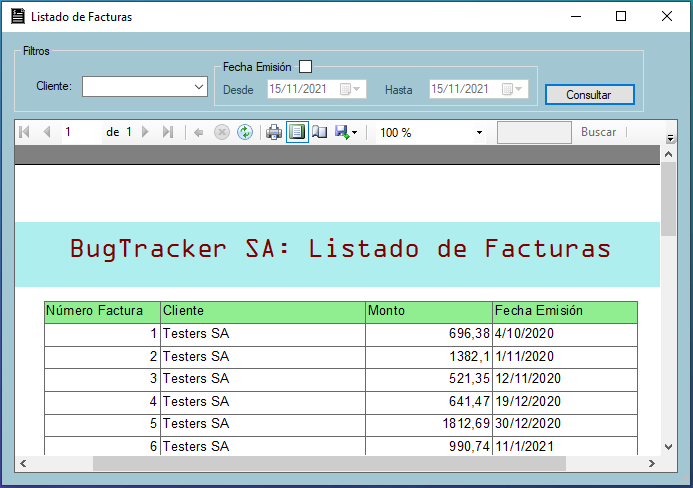 Listado de Facturas
Filtros
Cliente:
Fecha Emisión
Desde 15/11/2021 Hasta 15/11/2021
Consultar
1 de 1 100 % Buscar
BugTracker SA: Listado de Facturas
Número Factura Cliente Monto Fecha Emisión
1 Testers SA 696,38 4/10/2020
2 Testers SA 1382,1 1/11/2020
3 Testers SA 521,35 12/11/2020
4 Testers SA 641,47 19/12/2020
5 Testers SA 1812,69 30/12/2020
6 Testers SA 990,74 11/1/2021